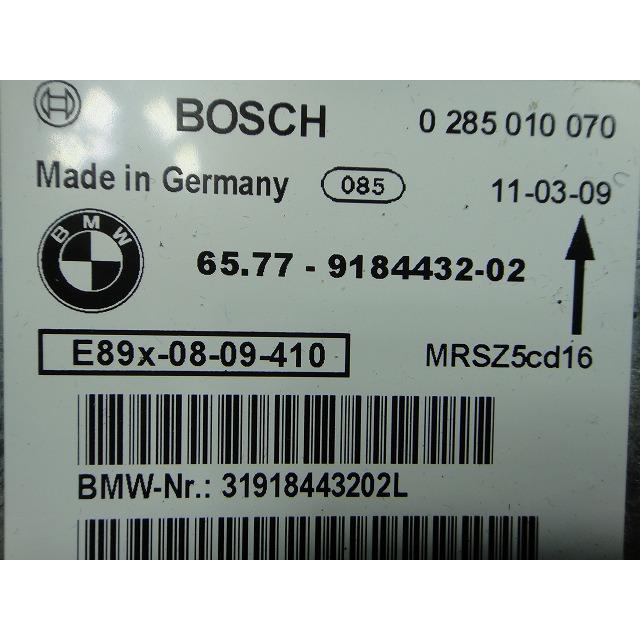 BOSCH 0 285 010 070
Made in Germany 085 11-03-09
BMW
65.77 - 9184432-02
E89x-08-09-410 MRSZ5cd16
BMW-Nr.: 31918443202L